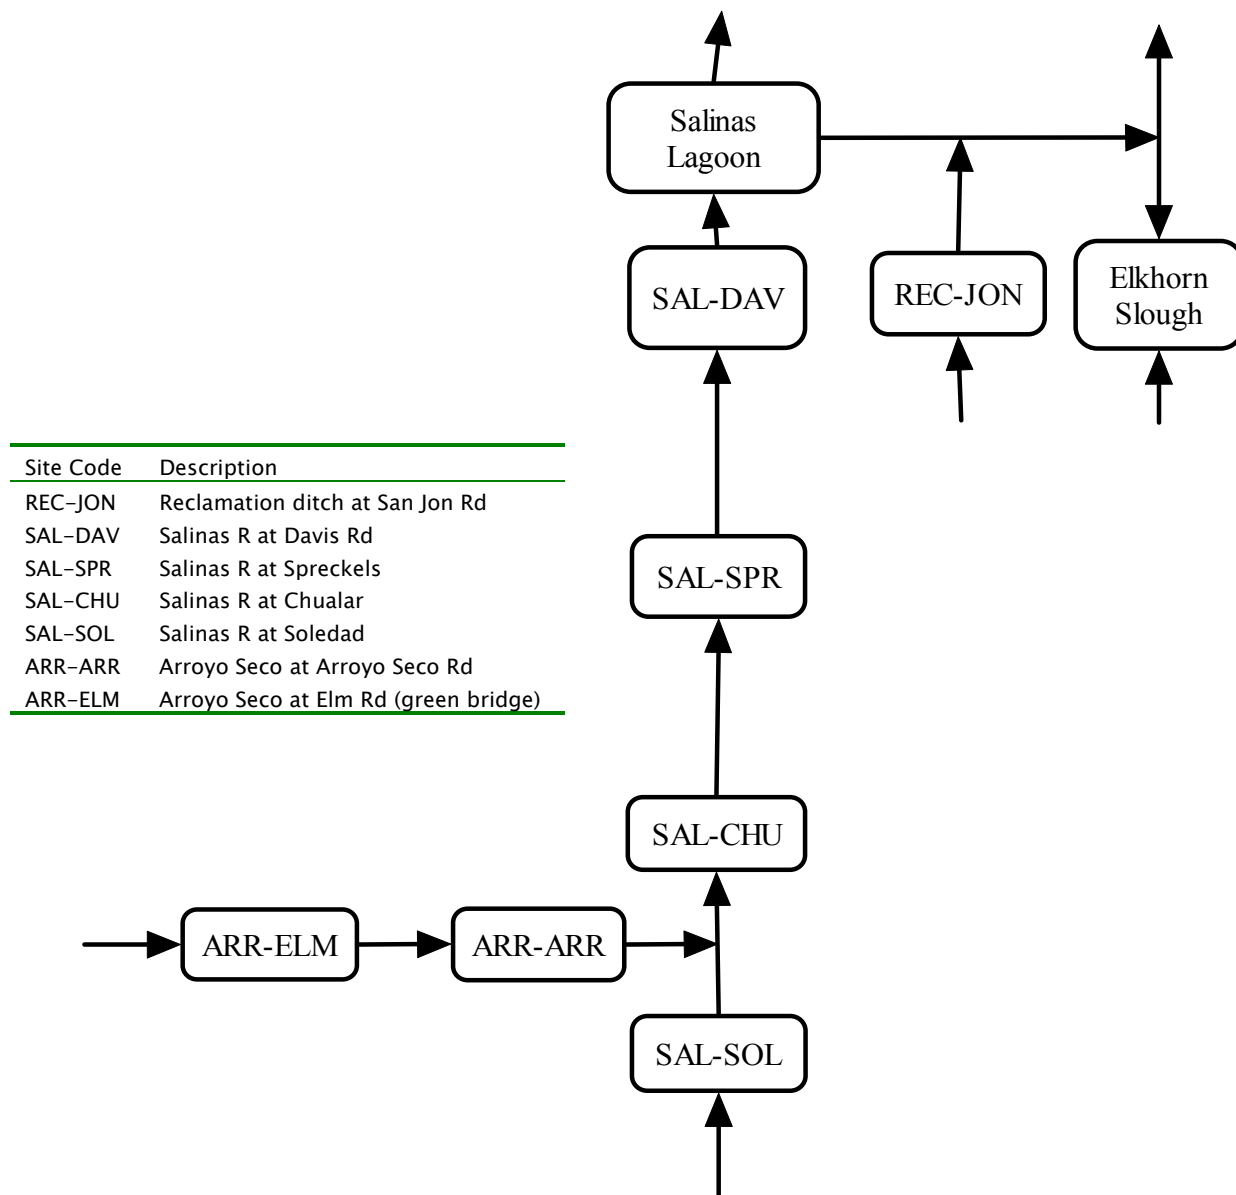 Salinas
Lagoon
SAL-DAV
REC-JON
Elkhorn
Slough
Site Code Description
REC-JON Reclamation ditch at San Jon Rd
SAL-DAV Salinas R at Davis Rd
SAL-SPR Salinas R at Spreckels
SAL-CHU Salinas R at Chualar
SAL-SOL Salinas R at Soledad
ARR-ARR Arroyo Seco at Arroyo Seco Rd
ARR-ELM Arroyo Seco at Elm Rd (green bridge)
SAL-SPR
SAL-CHU
ARR-ELM
ARR-ARR
SAL-SOL